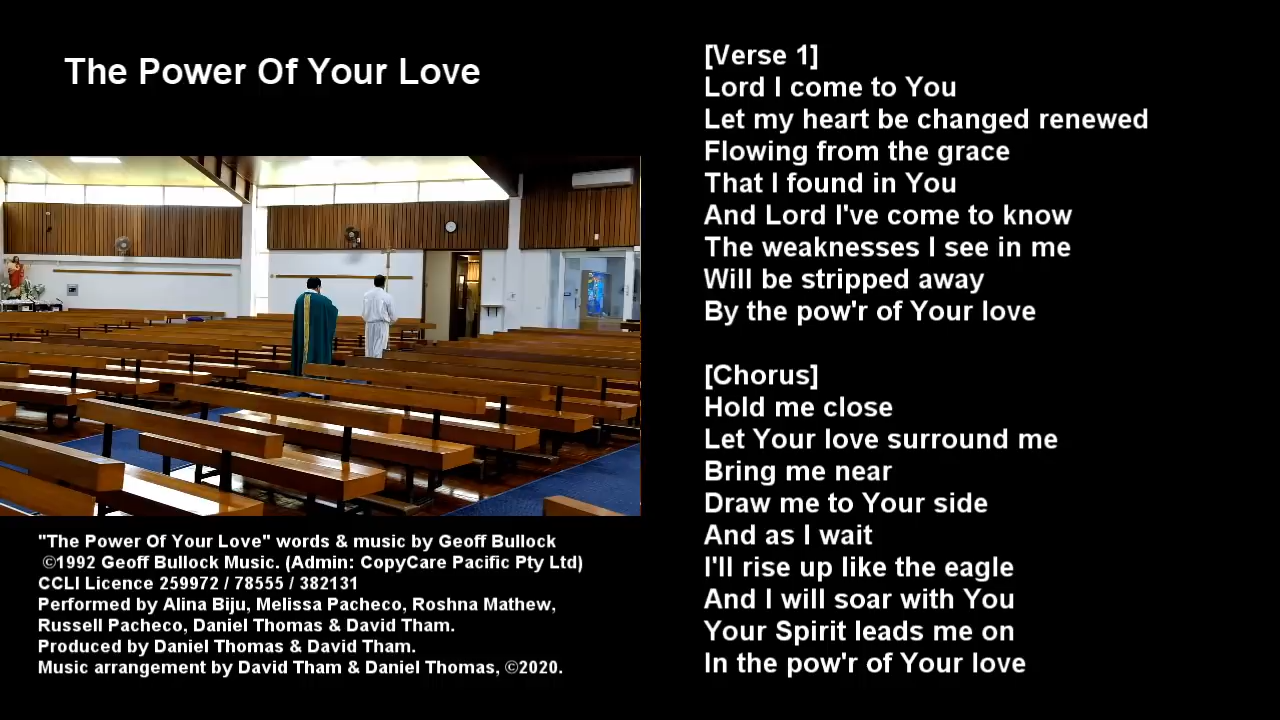 The Power Of Your Love
"The Power Of Your Love" words & music by Geoff Bullock
©1992 Geoff Bullock Music. (Admin: CopyCare Pacific Pty Ltd)
CCLI Licence 259972 / 78555 / 382131
Performed by Alina Biju, Melissa Pacheco, Roshna Mathew,
Russell Pacheco, Daniel Thomas & David Tham.
Produced by Daniel Thomas & David Tham.
Music arrangement by David Tham & Daniel Thomas, ©2020.
[Verse 1]
Lord I come to You
Let my heart be changed renewed
Flowing from the grace
That I found in You
And Lord I've come to know
The weaknesses I see in me
Will be stripped away
By the pow'r of Your love
[Chorus]
Hold me close
Let Your love surround me
Bring me near
Draw me to Your side
And as I wait
I'll rise up like the eagle
And I will soar with You
Your Spirit leads me on
In the pow'r of Your love